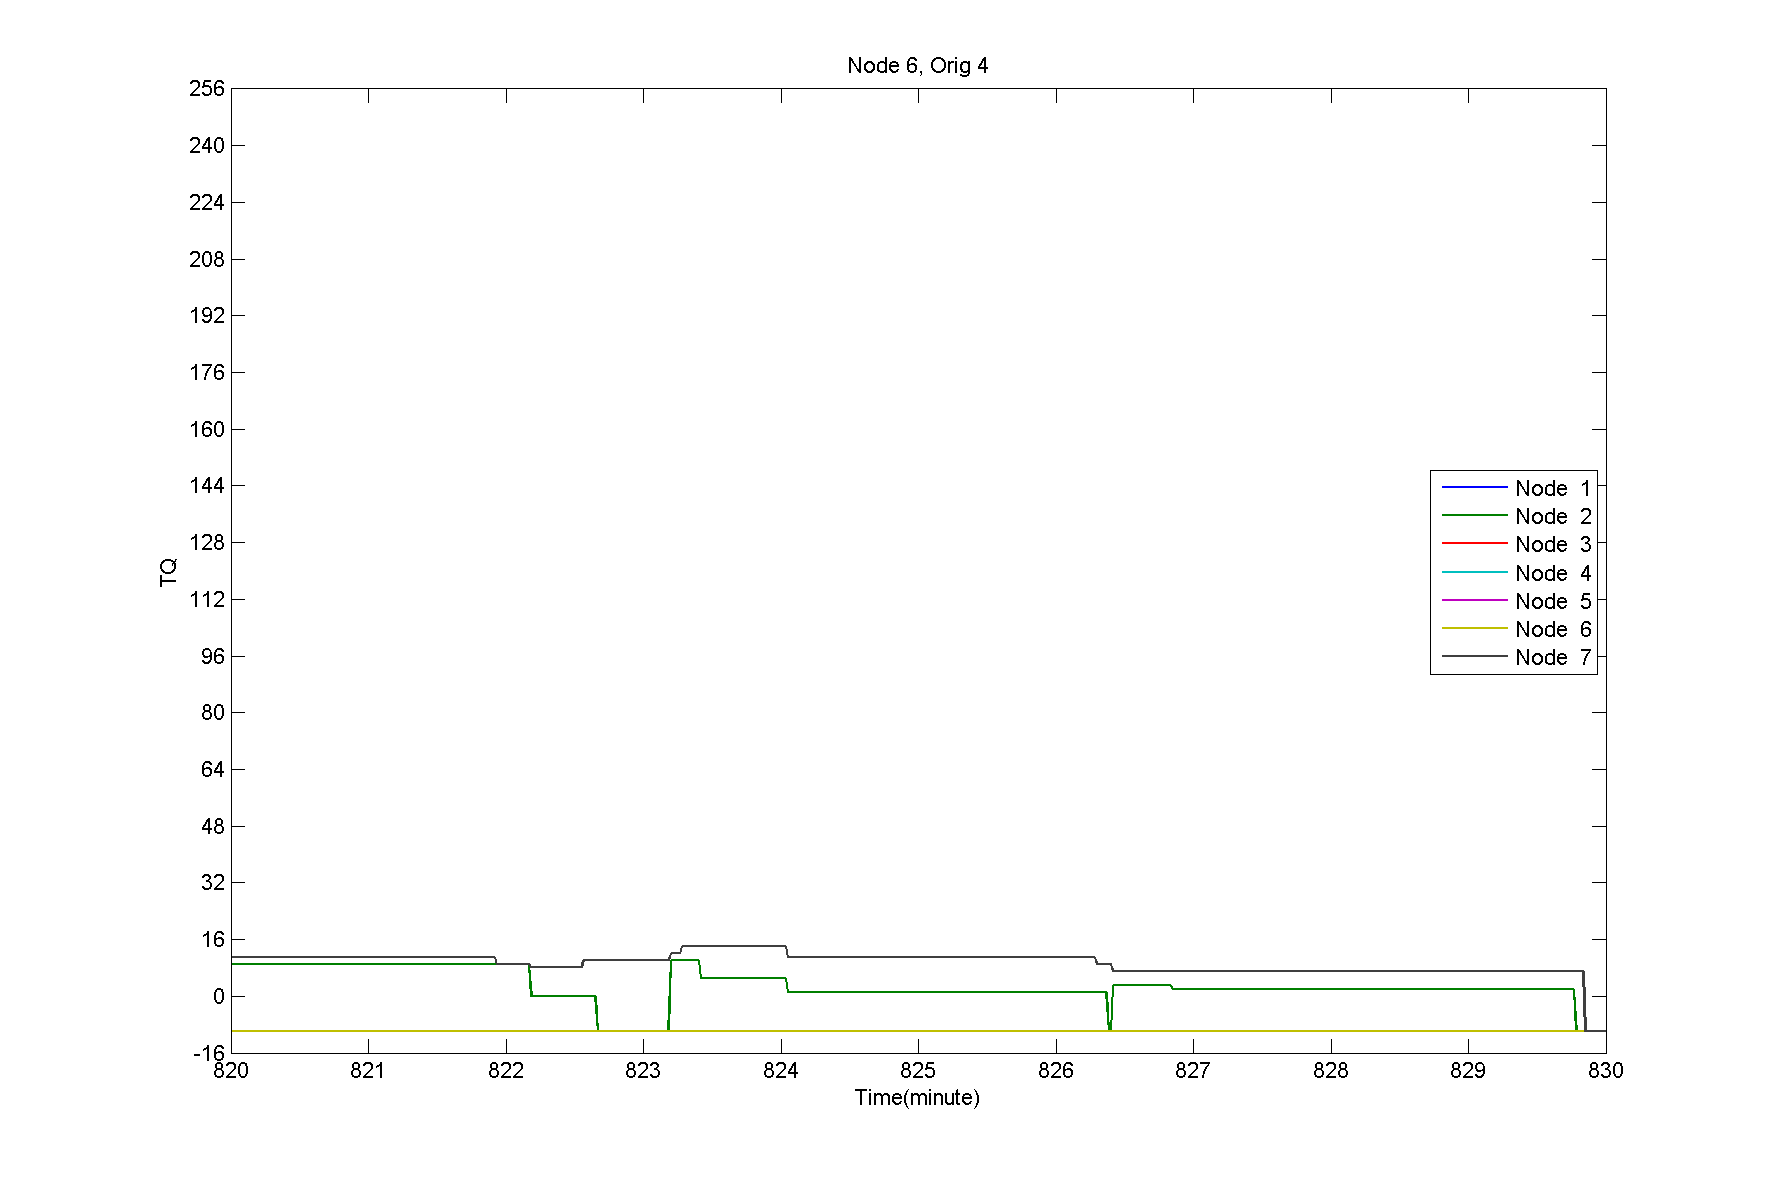 Node 6, Orig 4
256
240
224
208
192
176
160
144
128
112
96
80
64
48
32
16
0
-16
TQ
Node 1
Node 2
Node 3
Node 4
Node 5
Node 6
Node 7
820 821 822 823 824 825 826 827 828 829 830
Time(minute)